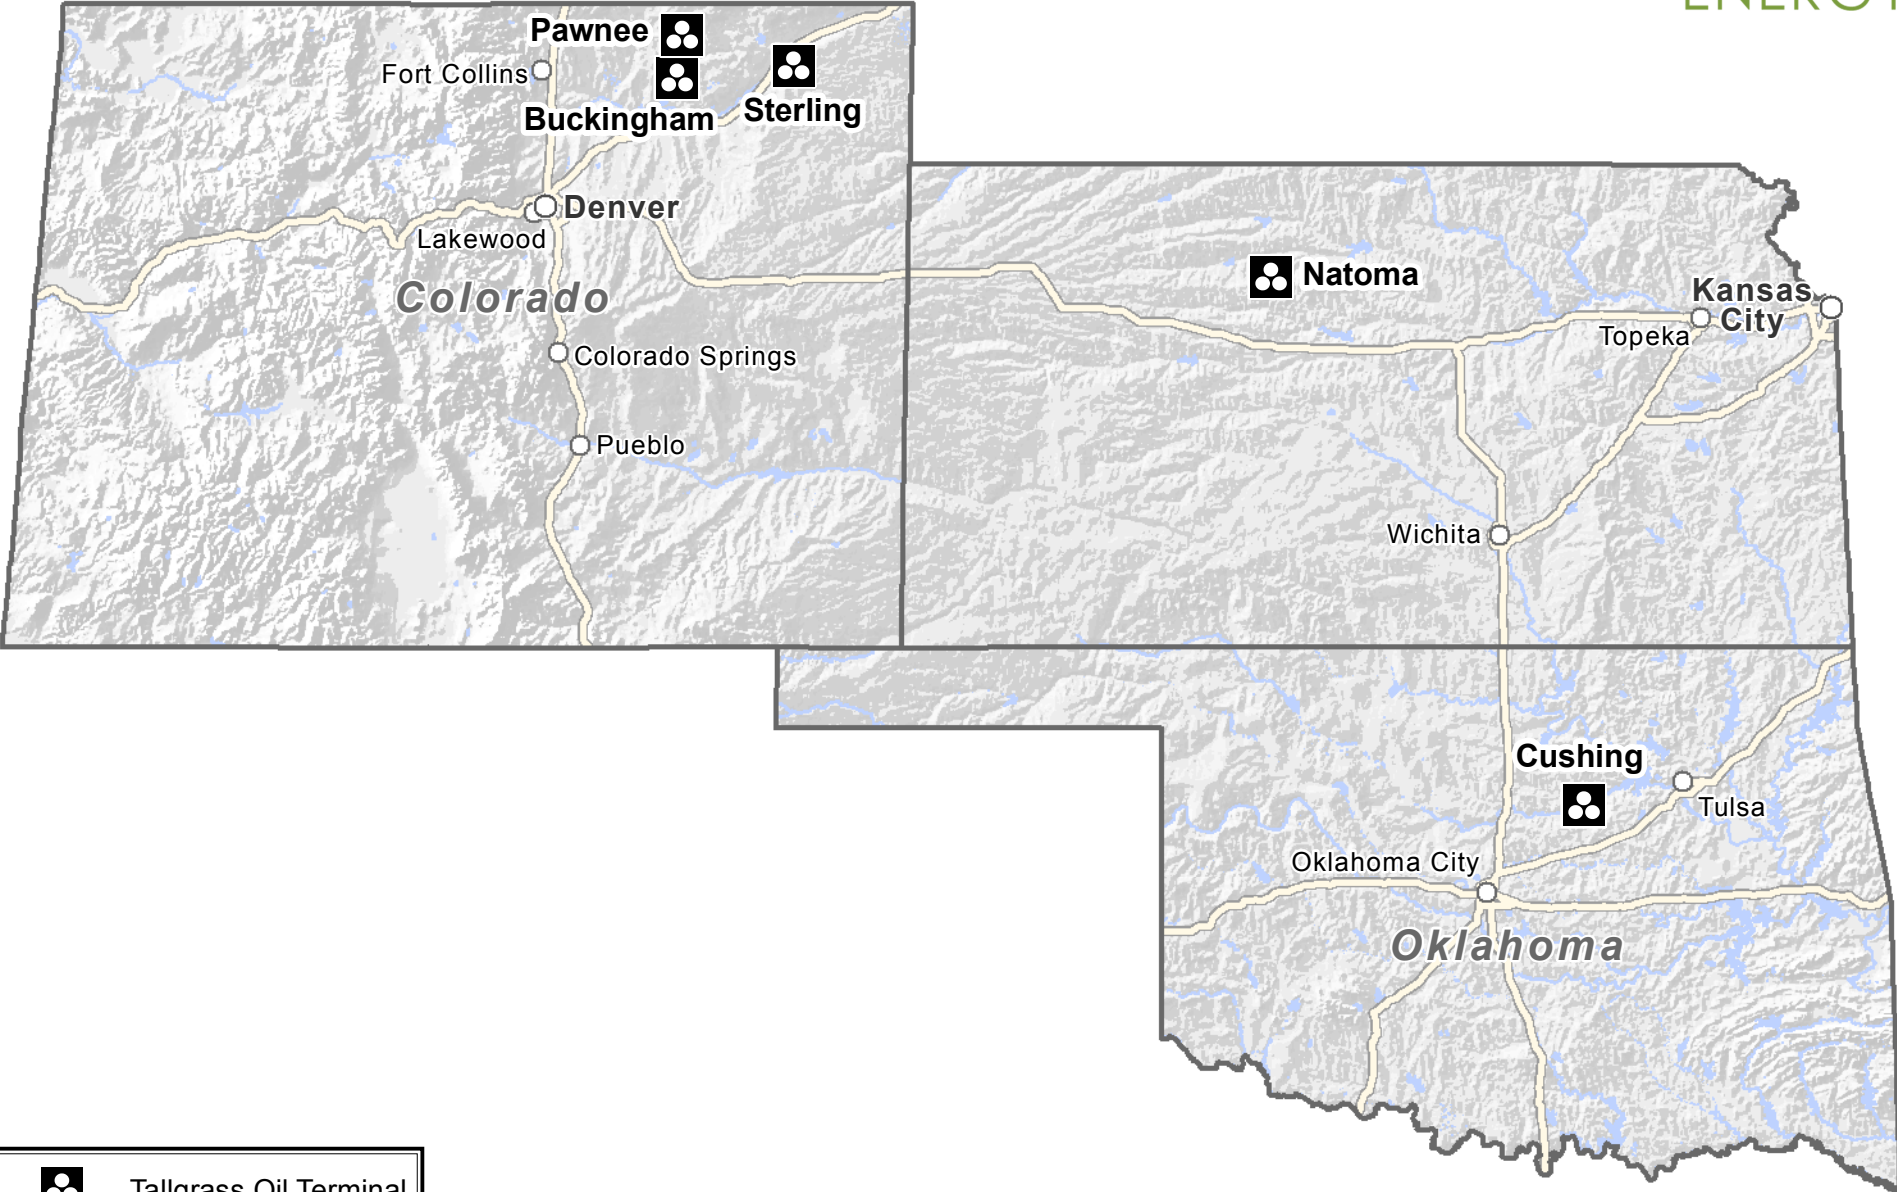 Pawnee
Fort Collins
Buckingham
Sterling
Denver
Lakewood
Colorado
Colorado Springs
Pueblo
Natoma
Kansas
City
Topeka
Wichita
Cushing
Tulsa
Oklahoma City
Oklahoma
Tallgrass Oil Terminal